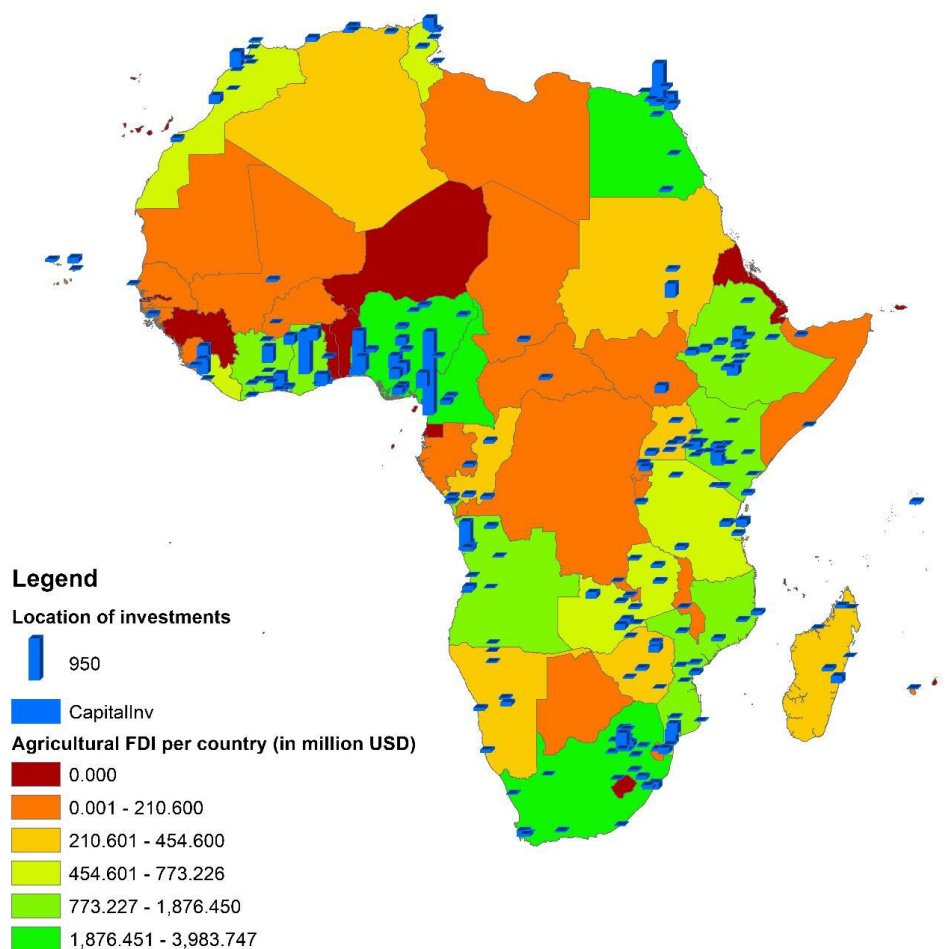 Legend
Location of investments
950
CapitalInv
Agricultural FDI per country (in million USD)
0.000
0.001 - 210.600
210.601 - 454.600
454.601 - 773.226
773.227 - 1,876.450
1,876.451 - 3,983.747